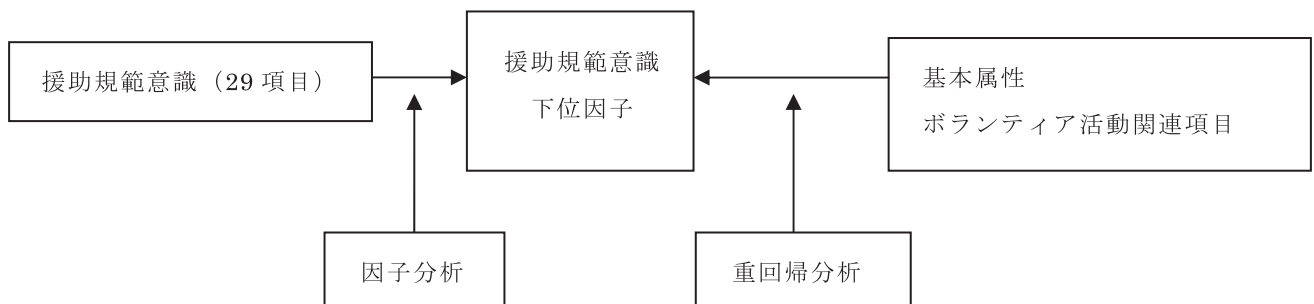 援助規範意識（29 項目）
援助規範意識
下位因子
基本属性
ボランティア活動関連項目
因子分析
重回帰分析